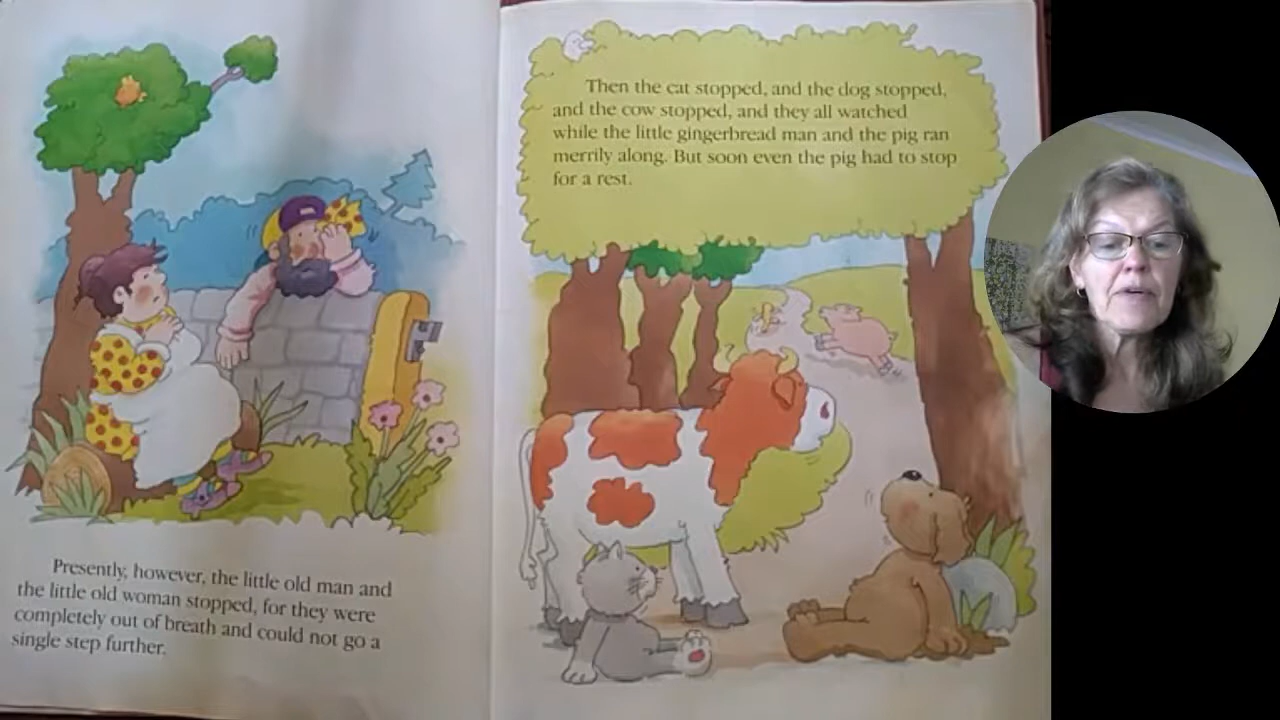 Presently, however, the little old man and
the little old woman stopped, for they were
completely out of breath and could not go a
single step further.
Then the cat stopped, and the dog stopped,
and the cow stopped, and they all watched
while the little gingerbread man and the pig ran
merrily along. But soon even the pig had to stop
for a rest.